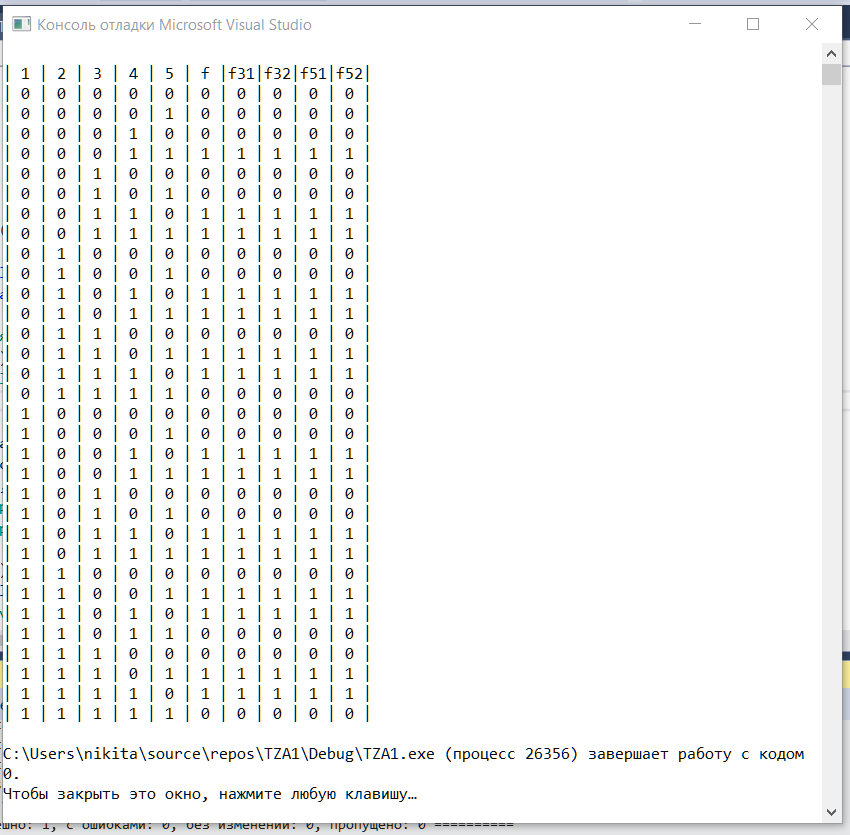 Консоль отладки Microsoft Visual Studio
| 1 | 2 | 3 | 4 | 5 | f |f31|f32|f51|f52|
| 0 | 0 | 0 | 0 | 0 | 0 | 0 | 0 | 0 | 0 |
| 0 | 0 | 0 | 0 | 1 | 0 | 0 | 0 | 0 | 0 |
| 0 | 0 | 0 | 1 | 0 | 0 | 0 | 0 | 0 | 0 |
| 0 | 0 | 0 | 1 | 1 | 1 | 1 | 1 | 1 | 1 |
| 0 | 0 | 1 | 0 | 0 | 0 | 0 | 0 | 0 | 0 |
| 0 | 0 | 1 | 0 | 1 | 0 | 0 | 0 | 0 | 0 |
| 0 | 0 | 1 | 1 | 0 | 1 | 1 | 1 | 1 | 1 |
| 0 | 0 | 1 | 1 | 1 | 1 | 1 | 1 | 1 | 1 |
| 0 | 1 | 0 | 0 | 0 | 0 | 0 | 0 | 0 | 0 |
| 0 | 1 | 0 | 0 | 1 | 0 | 0 | 0 | 0 | 0 |
| 0 | 1 | 0 | 1 | 0 | 1 | 1 | 1 | 1 | 1 |
| 0 | 1 | 0 | 1 | 1 | 1 | 1 | 1 | 1 | 1 |
| 0 | 1 | 1 | 0 | 0 | 0 | 0 | 0 | 0 | 0 |
| 0 | 1 | 1 | 0 | 1 | 1 | 1 | 1 | 1 | 1 |
| 0 | 1 | 1 | 1 | 0 | 1 | 1 | 1 | 1 | 1 |
| 0 | 1 | 1 | 1 | 1 | 0 | 0 | 0 | 0 | 0 |
| 1 | 0 | 0 | 0 | 0 | 0 | 0 | 0 | 0 | 0 |
| 1 | 0 | 0 | 0 | 1 | 0 | 0 | 0 | 0 | 0 |
| 1 | 0 | 0 | 1 | 0 | 1 | 1 | 1 | 1 | 1 |
| 1 | 0 | 0 | 1 | 1 | 1 | 1 | 1 | 1 | 1 |
| 1 | 0 | 1 | 0 | 0 | 0 | 0 | 0 | 0 | 0 |
| 1 | 0 | 1 | 0 | 1 | 0 | 0 | 0 | 0 | 0 |
| 1 | 0 | 1 | 1 | 0 | 1 | 1 | 1 | 1 | 1 |
| 1 | 0 | 1 | 1 | 1 | 1 | 1 | 1 | 1 | 1 |
| 1 | 1 | 0 | 0 | 0 | 0 | 0 | 0 | 0 | 0 |
| 1 | 1 | 0 | 0 | 1 | 1 | 1 | 1 | 1 | 1 |
| 1 | 1 | 0 | 1 | 0 | 1 | 1 | 1 | 1 | 1 |
| 1 | 1 | 0 | 1 | 1 | 0 | 0 | 0 | 0 | 0 |
| 1 | 1 | 1 | 0 | 0 | 0 | 0 | 0 | 0 | 0 |
| 1 | 1 | 1 | 0 | 1 | 1 | 1 | 1 | 1 | 1 |
| 1 | 1 | 1 | 1 | 0 | 1 | 1 | 1 | 1 | 1 |
| 1 | 1 | 1 | 1 | 1 | 0 | 0 | 0 | 0 | 0 |
C:\Users\nikita\source\repos\TZA1\Debug\TZA1.exe (процесс 26356) завершает работу с кодом
0.
Чтобы закрыть это окно, нажмите любую клавишу…
1, с ошибками: 0, без изменений: 0, пропущено: 0 ==========